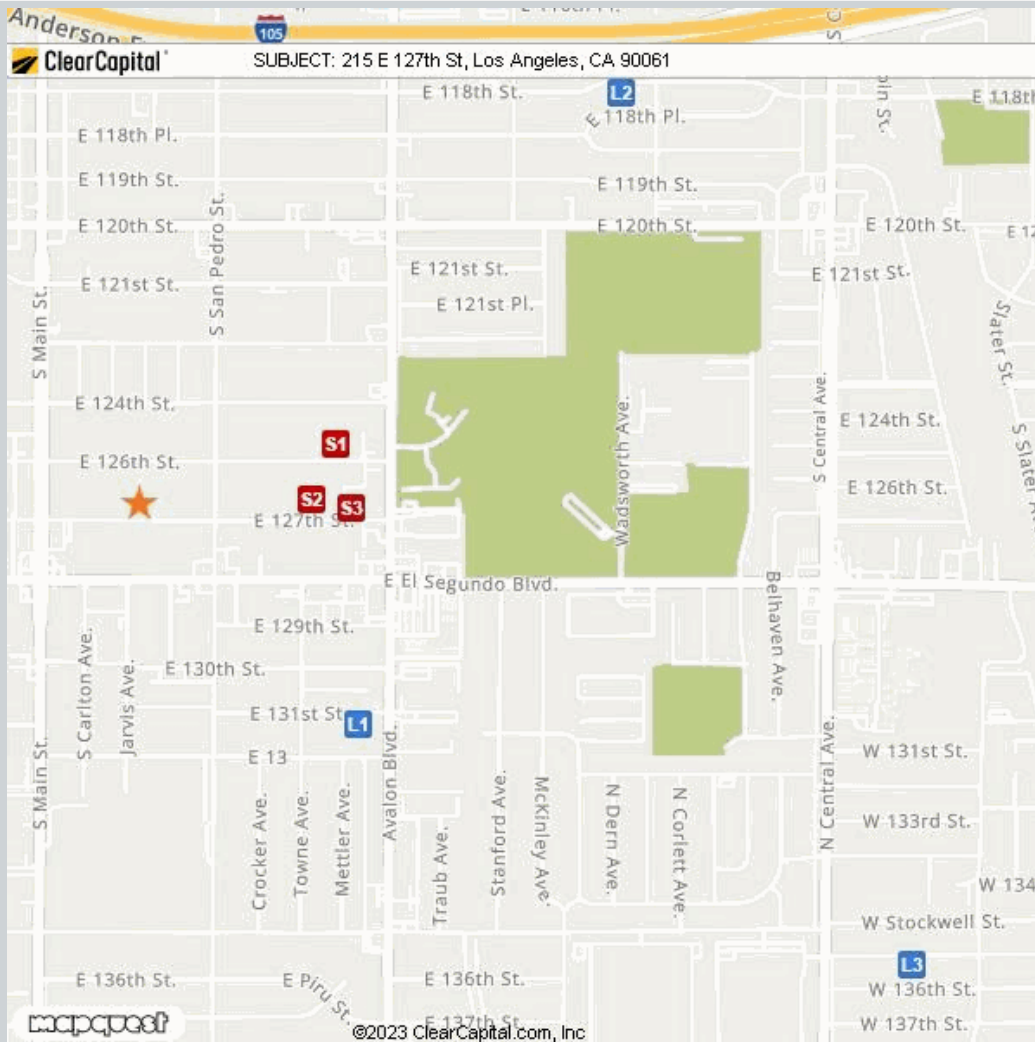 Anderson
105
ClearCapital
SUBJECT: 215 E 127th St, Los Angeles, CA 90061
E 118th St.
L2
E 118th
E 118th Pl.
E 118th Pl.
E 119th St.
E 119th St.
S San Pedro St.
E 120th St.
E 120th St.
E 120th St.
E 12
E 121st St.
E 121st St.
E 121st St.
E 121st Pl.
S Main St.
Slater St.
S Central Ave.
E 124th St.
Wadsworth Ave.
E 124th St.
S Slater
S1
E 126th St.
E 126th St.
S2
S3
E 127th St.
E El Segundo Blvd.
Belhaven Ave.
E 129th St.
S Carlton Ave.
Jarvis Ave.
E 130th St.
E 131st St.
L1
E 13
W 131st St.
S Main St.
Avalon Blvd.
N Central Ave.
Crocker Ave.
Towne Ave.
Mettler Ave.
Traub Ave.
Stanford Ave.
McKinley Ave.
N Dern Ave.
N Corlett Ave.
W 133rd St.
W 134
W Stockwell St.
L3
E 136th St.
E Piru St.
E 136th St.
W 136th St.
mapquest
E 137th St.
W 137th St.
©2023 ClearCapital.com, Inc